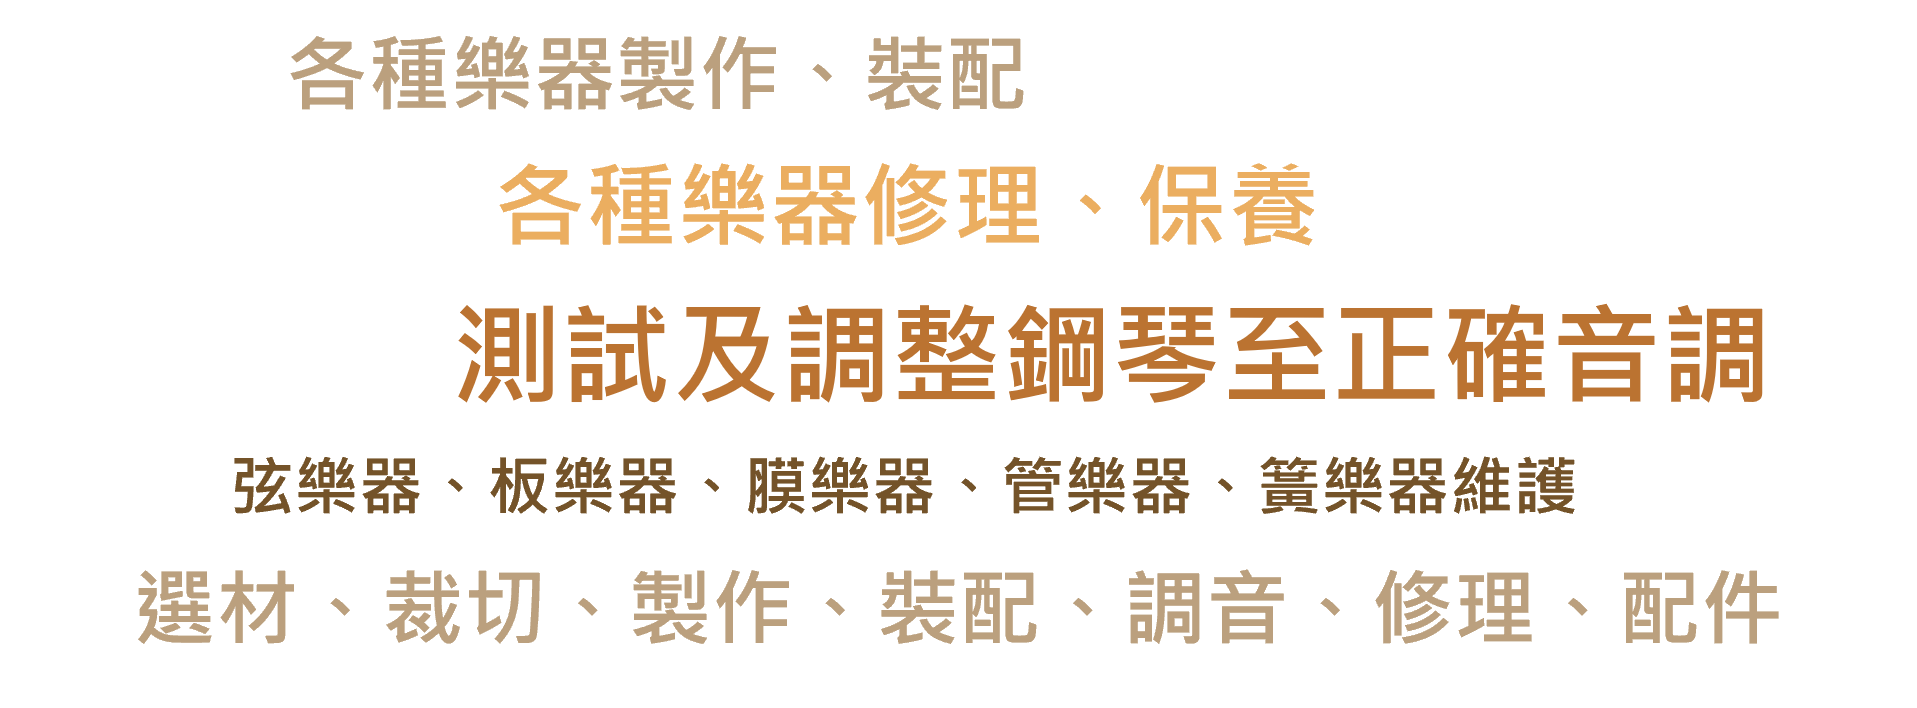 各種樂器製作、裝配
各種樂器修理、保養
測試及調整鋼琴至正確音調
弦樂器、板樂器、膜樂器、管樂器、簧樂器維護
選材、裁切、製作、裝配、調音、修理、配件